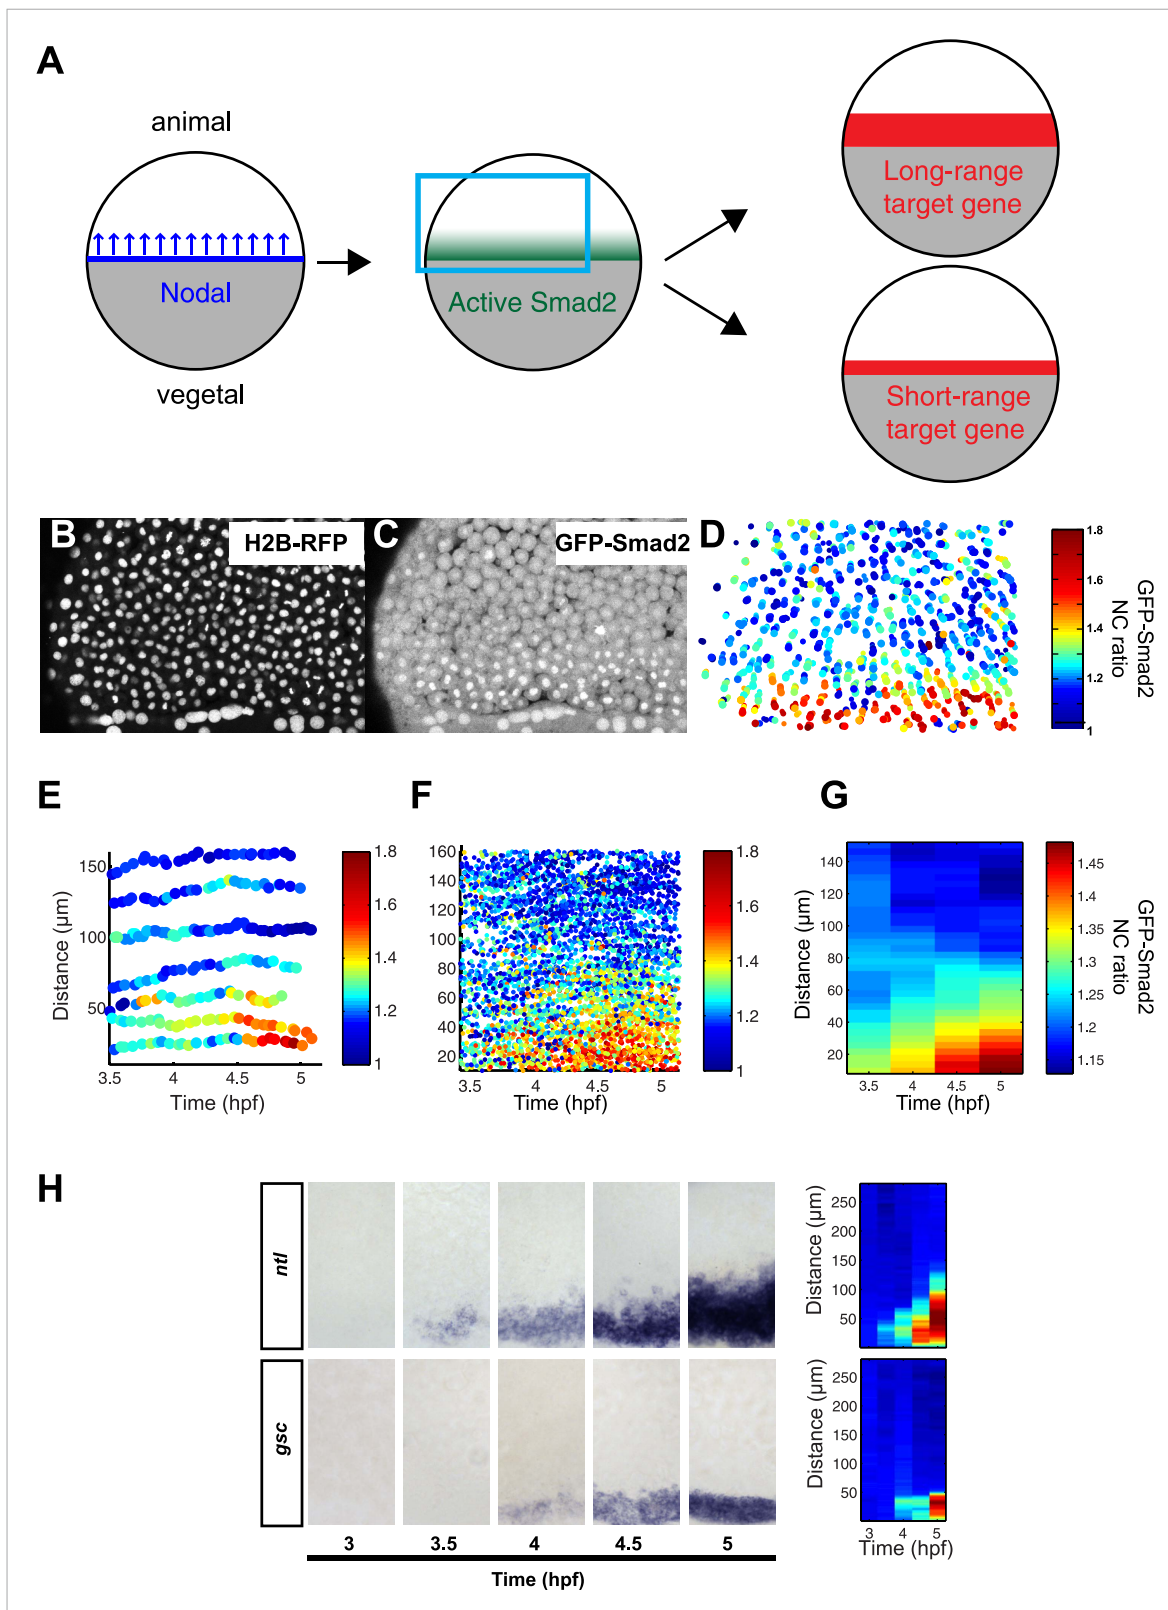 A
animal
Nodal
vegetal
Active Smad2
Long-range
target gene
Short-range
target gene
B
H2B-RFP
C
GFP-Smad2
D
1.8
1.6
1.4
1.2
1
GFP-Smad2
NC ratio
E
Distance (µm)
150
100
50
3.5
4
4.5
5
Time (hpf)
1.8
1.6
1.4
1.2
1
F
160
140
120
100
80
60
40
20
3.5
4
4.5
5
Time (hpf)
1.8
1.6
1.4
1.2
1
G
Distance (µm)
140
120
100
80
60
40
20
3.5
4
4.5
5
Time (hpf)
1.45
1.4
1.35
1.3
1.25
1.2
1.15
GFP-Smad2
NC ratio
H
ntl
gsc
3
3.5
4
4.5
5
Time (hpf)
Distance (µm)
250
200
150
100
50
Distance (µm)
250
200
150
100
50
3
4
5
Time (hpf)